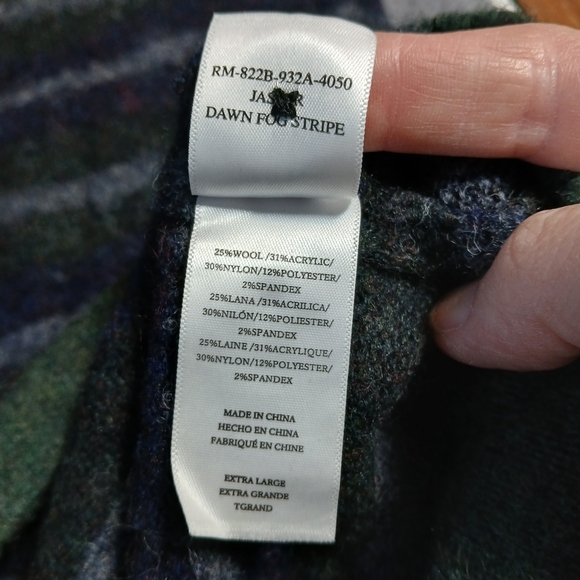 RM-822B-932A-4050
DAWN FOG STRIPE
25%WOOL /31%ACRYLIC/
30%NYLON/12%POLYESTER/
2%SPANDEX
25%LANA /31%ACRILICA/
30%NILÓN/12%POLIESTER/
2%SPANDEX
25%LAINE /31%ACRYLIQUE/
30%NYLON/12%POLYESTER/
2%SPANDEX
MADE IN CHINA
HECHO EN CHINA
FABRIQUÉ EN CHINE
EXTRA LARGE
EXTRA GRANDE
TGRAND